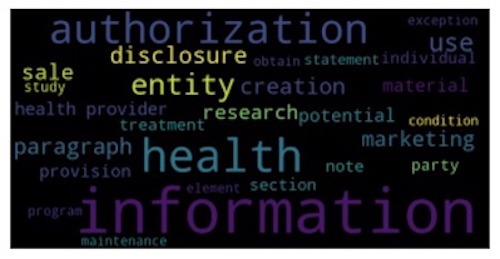 exception
authorization
use
disclosure
obtain statement individual
sale
entity creation material
study
health provider research potential
treatment condition
paragraph health marketing
provision note party
element section
program information
maintenance